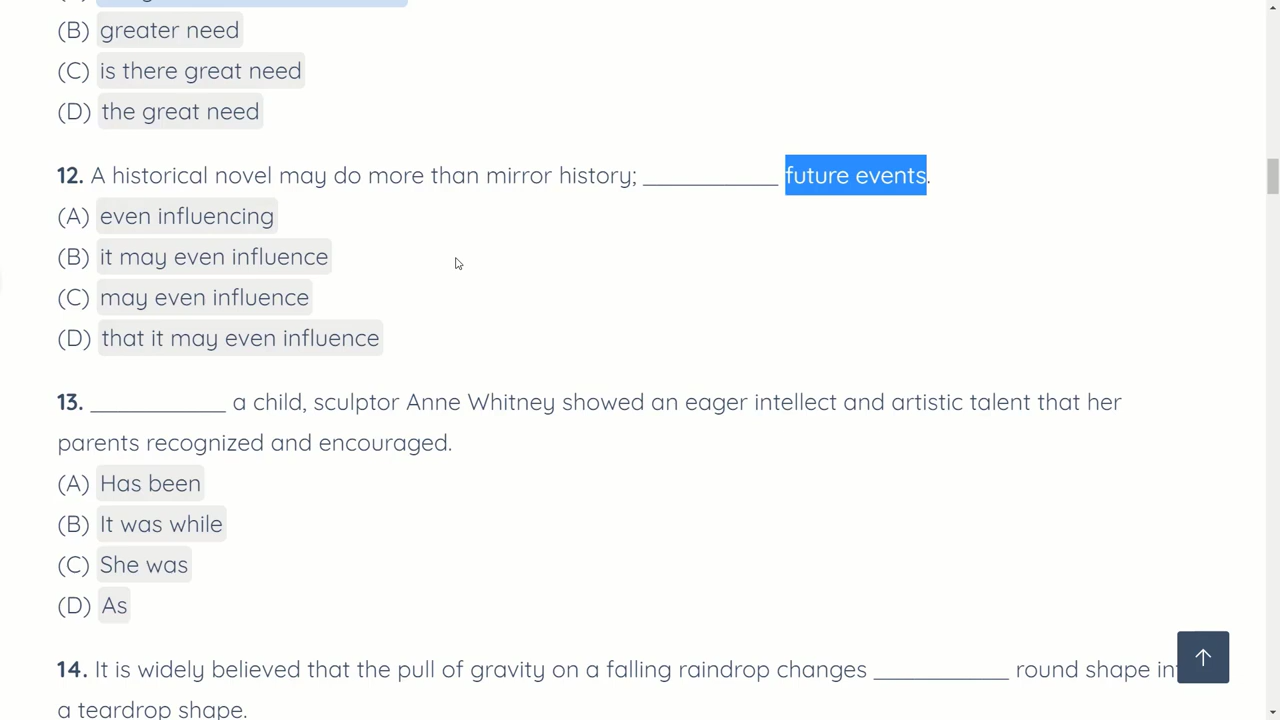 (B) greater need
(C) is there great need
(D) the great need
12. A historical novel may do more than mirror history; ____________ future events.
(A) even influencing
(B) it may even influence
(C) may even influence
(D) that it may even influence
13. ____________ a child, sculptor Anne Whitney showed an eager intellect and artistic talent that her
parents recognized and encouraged.
(A) Has been
(B) It was while
(C) She was
(D) As
14. It is widely believed that the pull of gravity on a falling raindrop changes ____________ round shape
a teardrop shape.